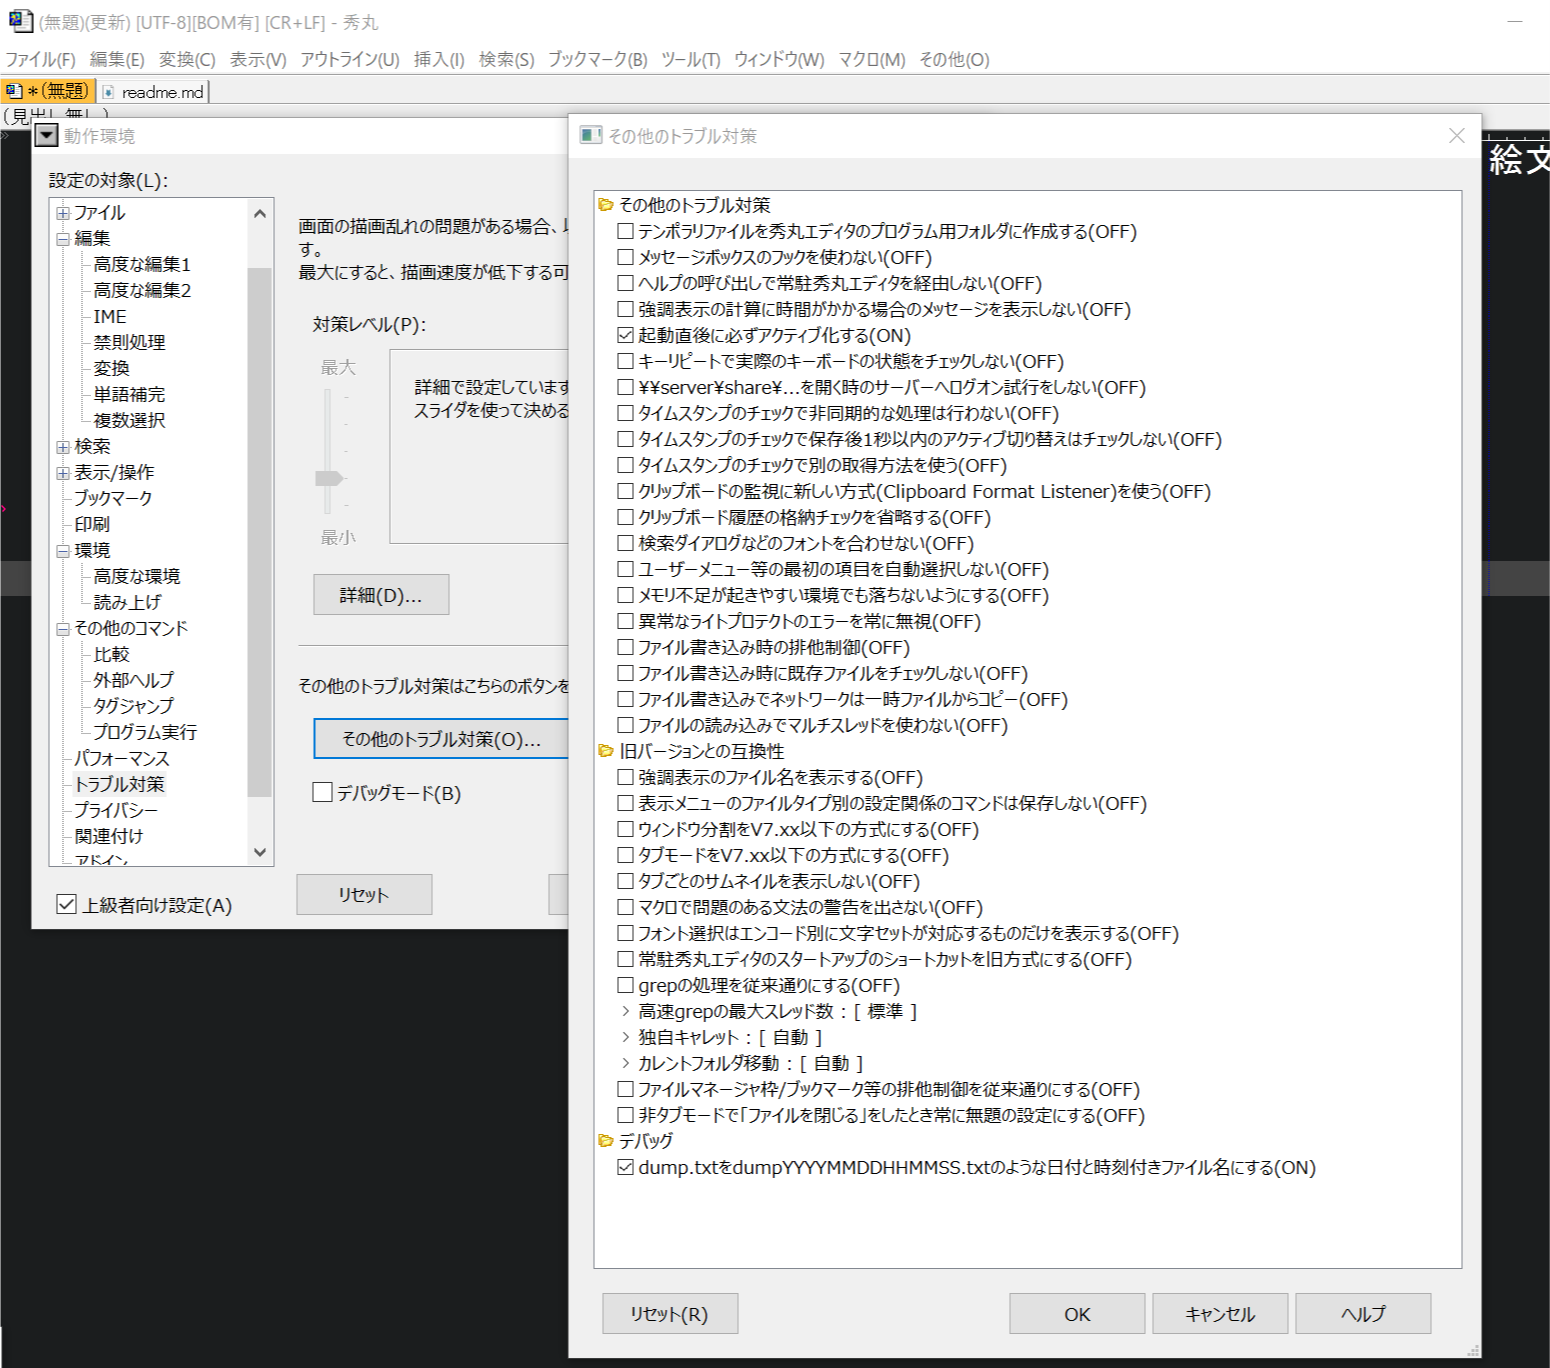 (無題)(更新) [UTF-8][BOM有] [CR+LF] - 秀丸
ファイル(F) 編集(E) 変換(C) 表示(V) アウトライン(U) 挿入(I) 検索(S) ブックマーク(B) ツール(T) ウィンドウ(W) マクロ(M) その他(O)
*(無題) readme.md
(見出し無し)
絵文
動作環境
設定の対象(L):
ファイル
編集
高度な編集1
高度な編集2
IME
禁則処理
変換
単語補完
複数選択
検索
表示/操作
ブックマーク
印刷
環境
高度な環境
読み上げ
その他のコマンド
比較
外部ヘルプ
タグジャンプ
プログラム実行
パフォーマンス
トラブル対策
プライバシー
関連付け
アドイン
上級者向け設定(A)
画面の描画乱れの問題がある場合、
す。
最大にすると、描画速度が低下する可
対策レベル(P):
最大
最小
詳細で設定しています
スライダを使って決める
詳細(D)...
その他のトラブル対策はこちらのボタンを
その他のトラブル対策(O)...
デバッグモード(B)
リセット
その他のトラブル対策
その他のトラブル対策
テンポラリファイルを秀丸エディタのプログラム用フォルダに作成する(OFF)
メッセージボックスのフックを使わない(OFF)
ヘルプの呼び出しで常駐秀丸エディタを経由しない(OFF)
強調表示の計算に時間がかかる場合のメッセージを表示しない(OFF)
起動直後に必ずアクティブ化する(ON)
キーリピートで実際のキーボードの状態をチェックしない(OFF)
¥¥server¥share¥...を開く時のサーバーへログオン試行をしない(OFF)
タイムスタンプのチェックで非同期的な処理は行わない(OFF)
タイムスタンプのチェックで保存後1秒以内のアクティブ切り替えはチェックしない(OFF)
タイムスタンプのチェックで別の取得方法を使う(OFF)
クリップボードの監視に新しい方式(Clipboard Format Listener)を使う(OFF)
クリップボード履歴の格納チェックを省略する(OFF)
検索ダイアログなどのフォントを合わせない(OFF)
ユーザーメニュー等の最初の項目を自動選択しない(OFF)
メモリ不足が起きやすい環境でも落ちないようにする(OFF)
異常なライトプロテクトのエラーを常に無視(OFF)
ファイル書き込み時の排他制御(OFF)
ファイル書き込み時に既存ファイルをチェックしない(OFF)
ファイル書き込みでネットワークは一時ファイルからコピー(OFF)
ファイルの読み込みでマルチスレッドを使わない(OFF)
旧バージョンとの互換性
強調表示のファイル名を表示する(OFF)
表示メニューのファイルタイプ別の設定関係のコマンドは保存しない(OFF)
ウィンドウ分割をV7.xx以下の方式にする(OFF)
タブモードをV7.xx以下の方式にする(OFF)
タブごとのサムネイルを表示しない(OFF)
マクロで問題のある文法の警告を出さない(OFF)
フォント選択はエンコード別に文字セットが対応するものだけを表示する(OFF)
常駐秀丸エディタのスタートアップのショートカットを旧方式にする(OFF)
grepの処理を従来通りにする(OFF)
> 高速grepの最大スレッド数 : [ 標準 ]
> 独自キャレット : [ 自動 ]
> カレントフォルダ移動 : [ 自動 ]
ファイルマネージャ枠/ブックマーク等の排他制御を従来通りにする(OFF)
非タブモードで「ファイルを閉じる」をしたとき常に無題の設定にする(OFF)
デバッグ
dump.txtをdumpYYYYMMDDHHMMSS.txtのような日付と時刻付きファイル名にする(ON)
リセット(R) OK キャンセル ヘルプ